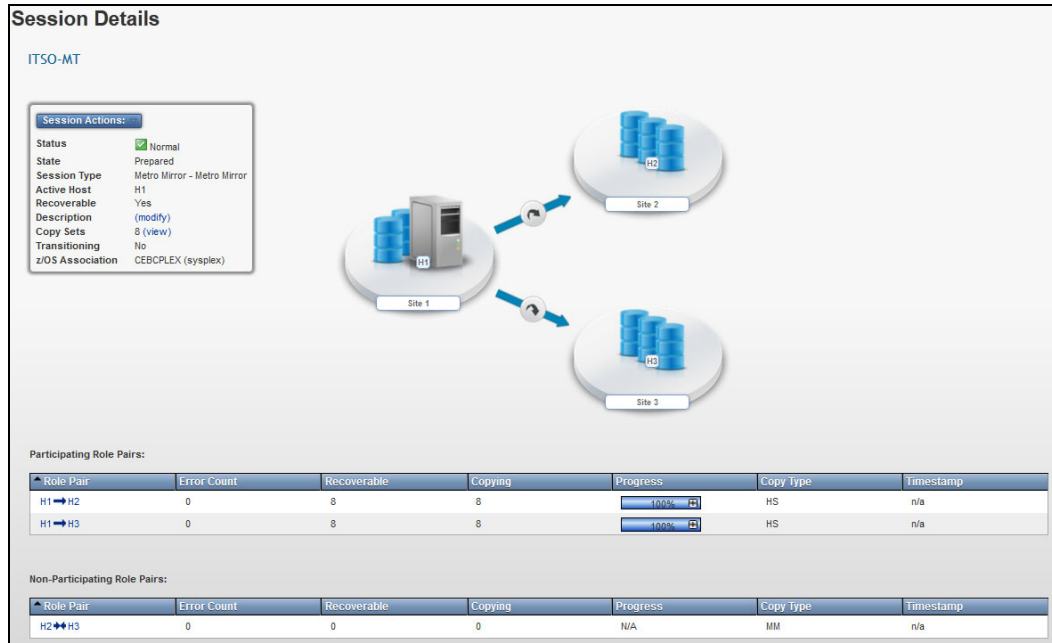 Session Details
ITSO-MT
Session Actions:
Status Normal
State Prepared
Session Type Metro Mirror - Metro Mirror
Active Host H1
Recoverable Yes
Description (modify)
Copy Sets 8 (view)
Transitioning No
z/OS Association CEBCPLEX (sysplex)
H2
Site 2
H1
Site 1
H3
Site 3
Participating Role Pairs:
Role Pair Error Count Recoverable Copying Progress Copy Type Timestamp
H1 H2 0 8 8 100% HS n/a
H1 H3 0 8 8 100% HS n/a
Non-Participating Role Pairs:
Role Pair Error Count Recoverable Copying Progress Copy Type Timestamp
H2 H3 0 0 0 N/A MM n/a